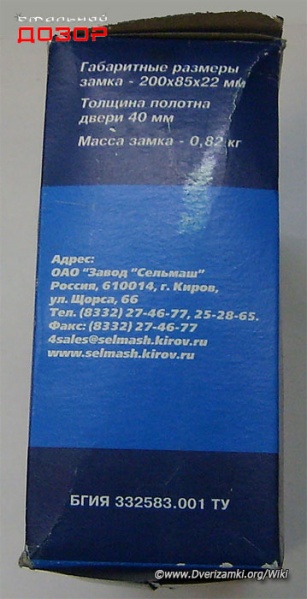 стальной
ДОЗОР
Габаритные размеры
замка - 200х85х22 мм
Толщина полотна
двери 40 мм
Масса замка - 0,82 кг
Адрес:
ОАО "Завод "Сельмаш"
Россия, 610014, г. Киров,
ул. Щорса, 66
Тел. (8332) 27-46-77, 25-28-65.
Факс: (8332) 27-46-77
4sales@selmash.kirov.ru
www.selmash.kirov.ru
БГИЯ 332583.001 ТУ
©www.Dverizamki.org/Wiki